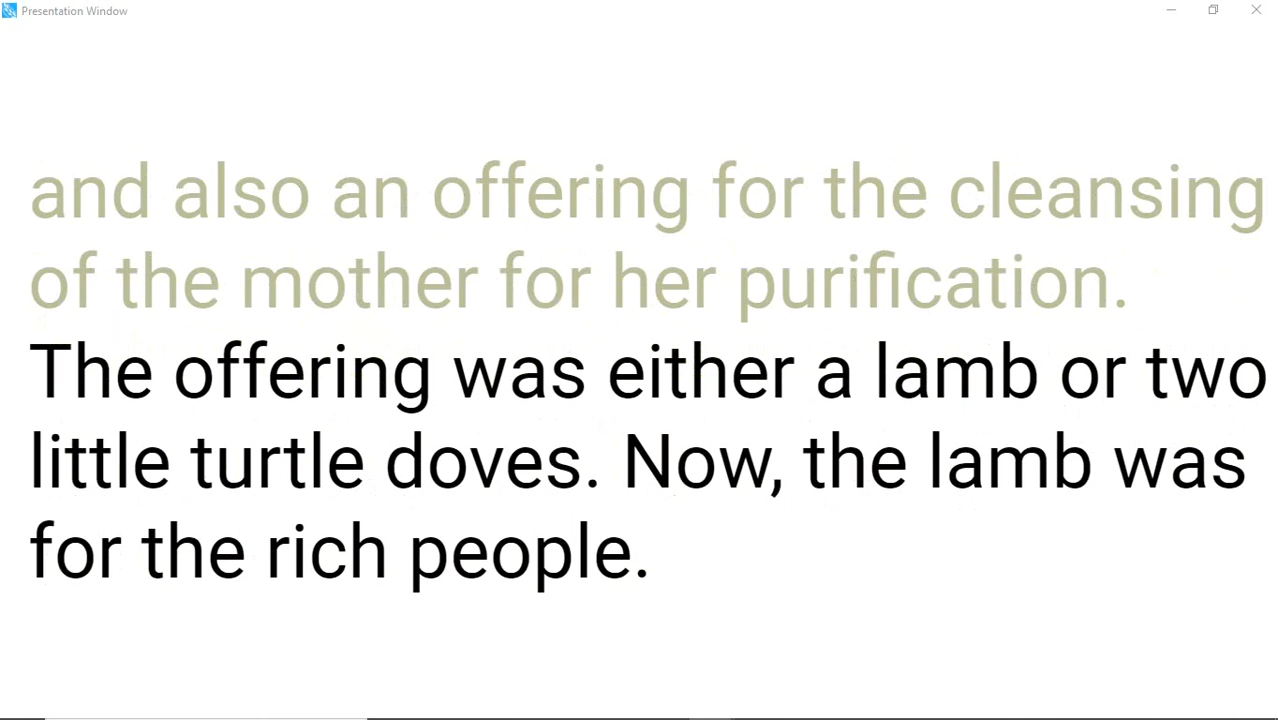 Presentation Window
and also an offering for the cleansing
of the mother for her purification.
The offering was either a lamb or two
little turtle doves. Now, the lamb was
for the rich people.